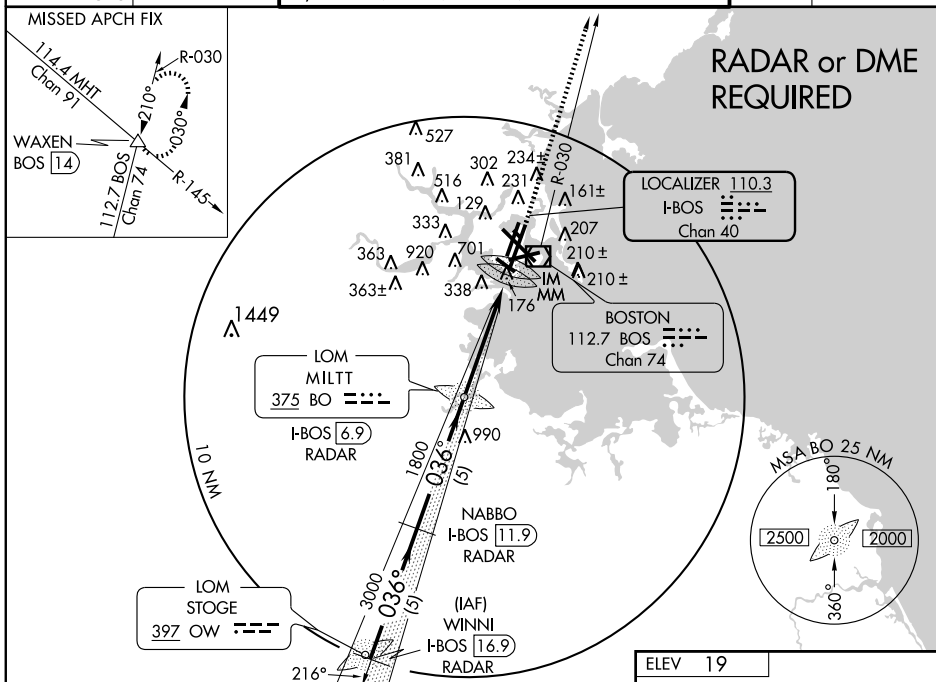 MISSED APCH FIX
114.4 MHT
Chan 91
R-030
210°
030°
WAXEN
BOS 14
112.7 BOS
Chan 74
R-145
RADAR or DME
REQUIRED
R-030
527
381
302
234±
516
231
161±
129
333
207
363
920
701
210±
363±
338
210±
IM
MM
176
1449
990
LOCALIZER 110.3
I-BOS
Chan 40
BOSTON
112.7 BOS
Chan 74
LOM
MILTT
375 BO
I-BOS 6.9
RADAR
10 NM
1800
036°
(5)
NABBO
I-BOS 11.9
RADAR
3000
036°
(5)
LOM
STOGE
397 OW
(IAF)
WINNI
I-BOS 16.9
RADAR
216°
MSA BO 25 NM
180°
2500
2000
360°
ELEV 19